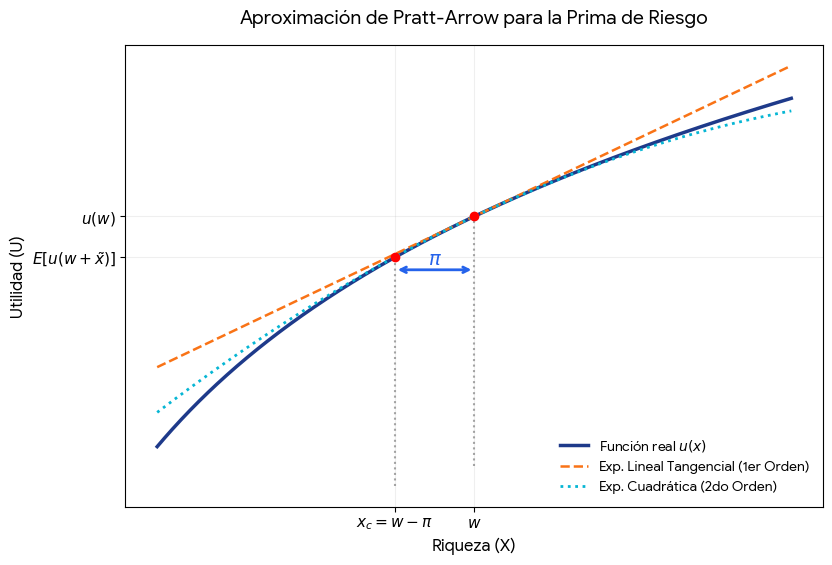 Aproximación de Pratt-Arrow para la Prima de Riesgo
Utilidad (U)
u(w)
E[u(w + x̃)]
π
Función real u(x)
Exp. Lineal Tangencial (1er Orden)
Exp. Cuadrática (2do Orden)
x_c = w − π
w
Riqueza (X)